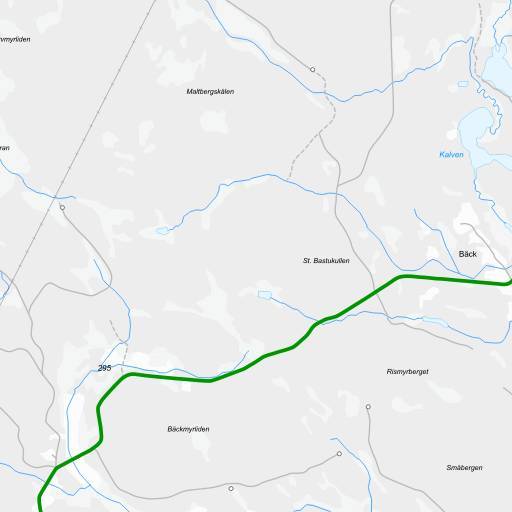 Maltbergskälen
Kalven
Bäck
St. Bastukullen
295
Rismyrberget
Bäckmyrliden
Småbergen